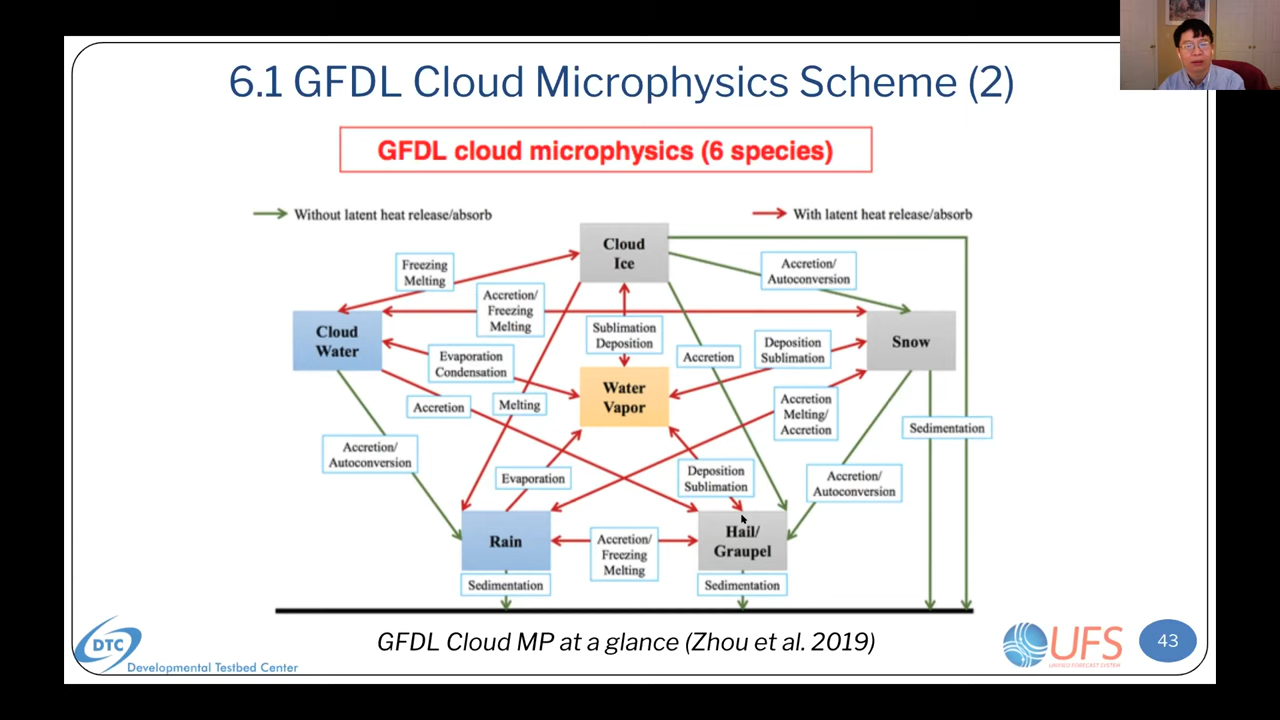 6.1 GFDL Cloud Microphysics Scheme (2)
GFDL cloud microphysics (6 species)
Without latent heat release/absorb
With latent heat release/absorb
Cloud
Ice
Freezing
Melting
Accretion/
Autoconversion
Accretion/
Freezing
Melting
Cloud
Water
Sublimation
Deposition
Deposition
Sublimation
Snow
Evaporation
Condensation
Accretion
Water
Vapor
Accretion
Melting
Accretion
Melting/
Accretion
Sedimentation
Accretion/
Autoconversion
Evaporation
Deposition
Sublimation
Accretion/
Autoconversion
Rain
Accretion/
Freezing
Melting
Hail/
Graupel
Sedimentation
Sedimentation
GFDL Cloud MP at a glance (Zhou et al. 2019)
DTC
Developmental Testbed Center
UFS
UNIFIED FORECAST SYSTEM
43